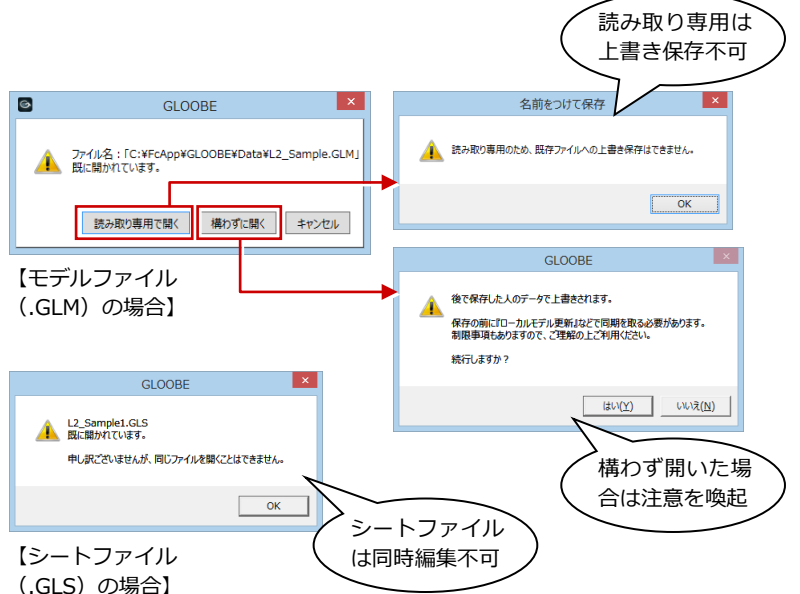 読み取り専用は
上書き保存不可
GLOOBE
ファイル名:「C:¥FcApp¥GLOOBE¥Data¥L2_Sample.GLM」
既に開かれています。
読み取り専用で開く
構わずに開く
キャンセル
【モデルファイル
(.GLM)の場合】
名前をつけて保存
読み取り専用のため、既存ファイルへの上書き保存はできません。
OK
GLOOBE
後で保存した人のデータで上書きされます。
保存の前に『ローカルモデル更新』などで同期を取る必要があります。
制限事項もありますので、ご理解の上ご利用ください。
続行しますか?
はい(Y)
いいえ(N)
構わず開いた場
合は注意を喚起
GLOOBE
L2_Sample1.GLS
既に開かれています。
申し訳ございませんが、同じファイルを開くことはできません。
OK
シートファイル
は同時編集不可
【シートファイル
(.GLS)の場合】